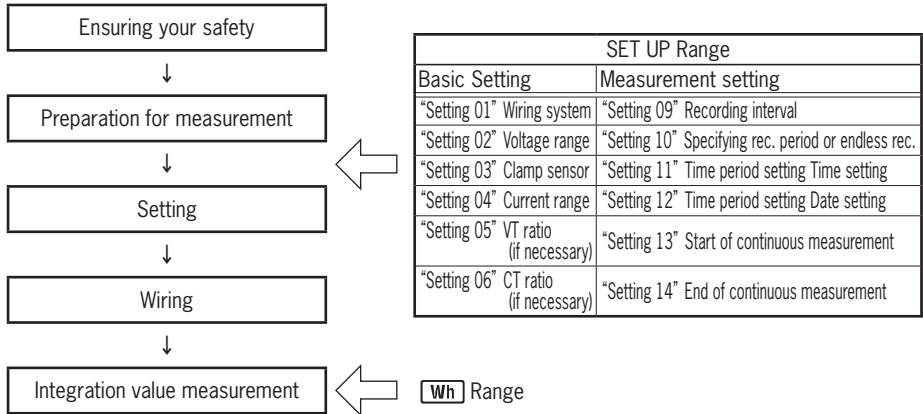 Ensuring your safety
↓
Preparation for measurement
↓
Setting
↓
Wiring
↓
Integration value measurement
SET UP Range
Basic Setting Measurement setting
“Setting 01” Wiring system “Setting 09” Recording interval
“Setting 02” Voltage range “Setting 10” Specifying rec. period or endless rec.
“Setting 03” Clamp sensor “Setting 11” Time period setting Time setting
“Setting 04” Current range “Setting 12” Time period setting Date setting
“Setting 05” VT ratio
(if necessary)
“Setting 13” Start of continuous measurement
“Setting 06” CT ratio
(if necessary)
“Setting 14” End of continuous measurement
Wh Range